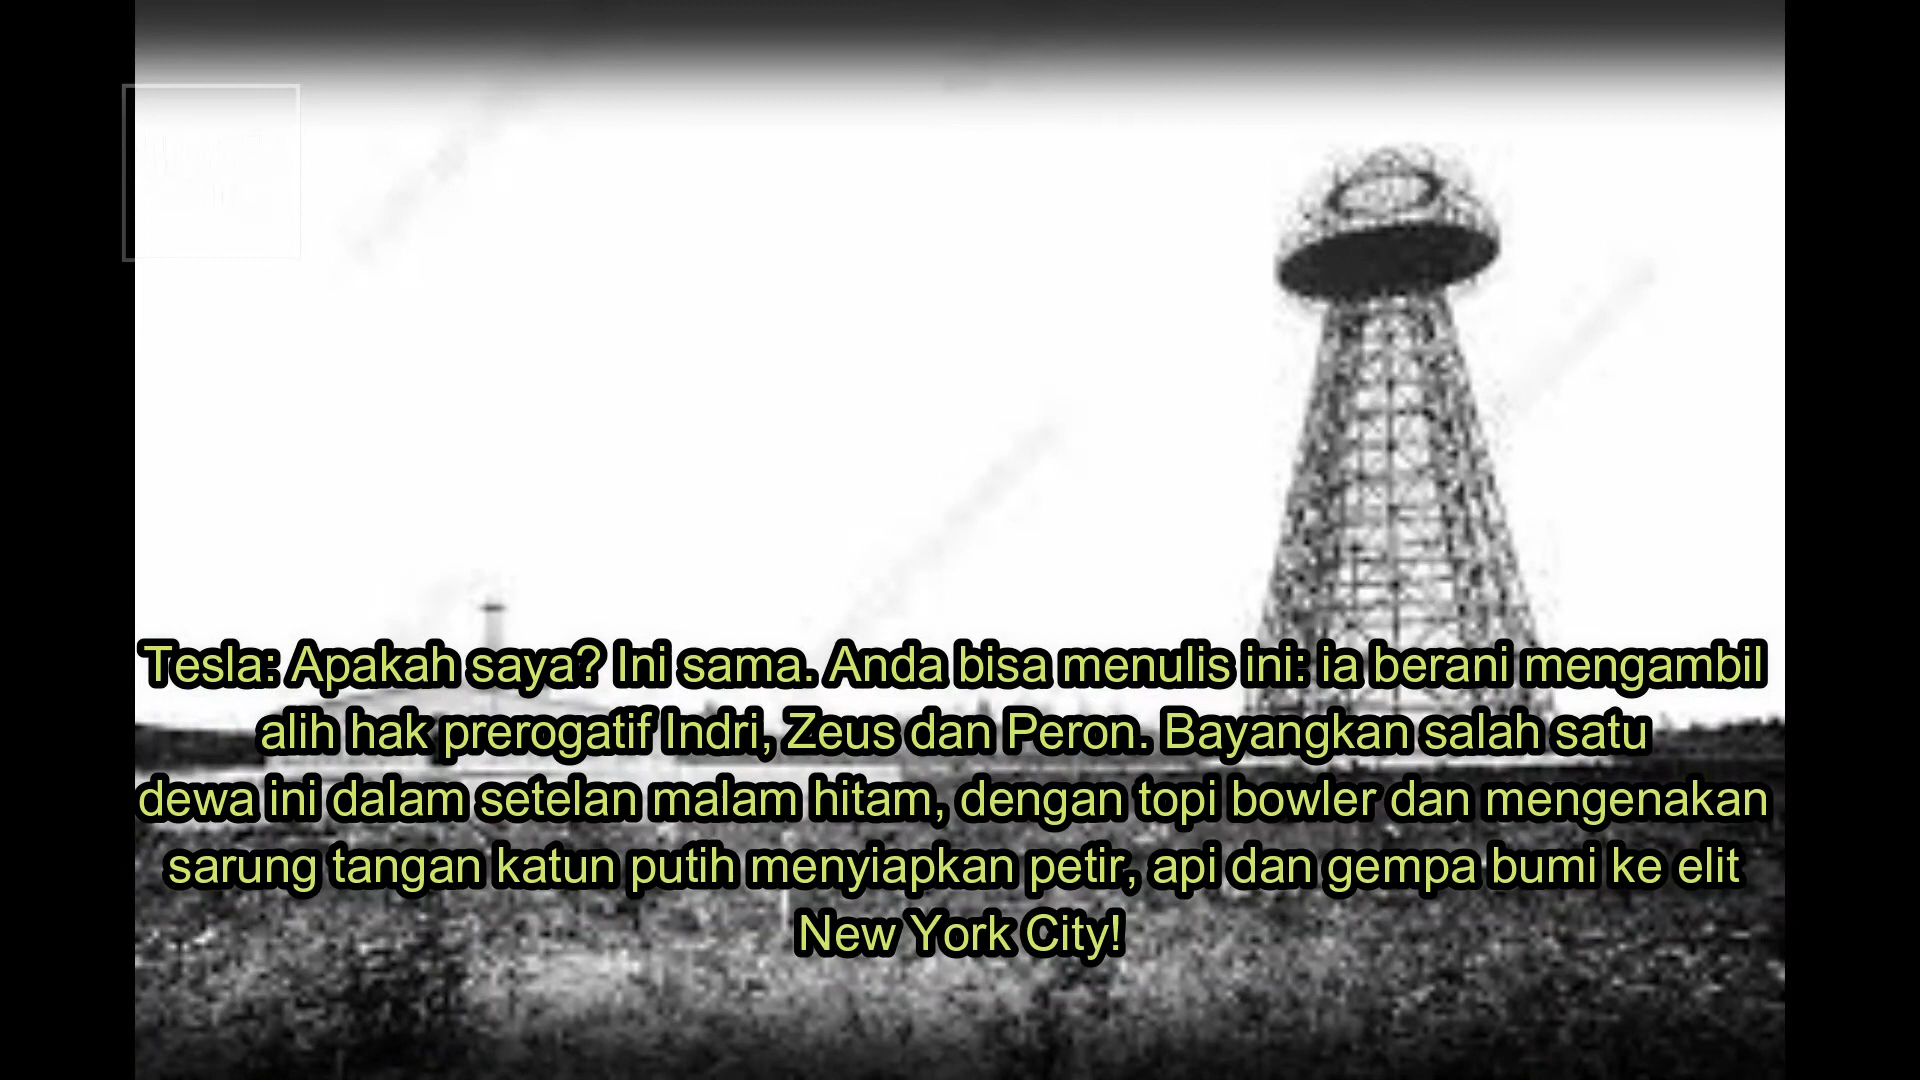 Tesla: Apakah saya? Ini sama. Anda bisa menulis ini: ia berani mengambil
alih hak prerogatif Indri, Zeus dan Peron. Bayangkan salah satu
dewa ini dalam setelan malam hitam, dengan topi bowler dan mengenakan
sarung tangan katun putih menyiapkan petir, api dan gempa bumi ke elit
New York City!